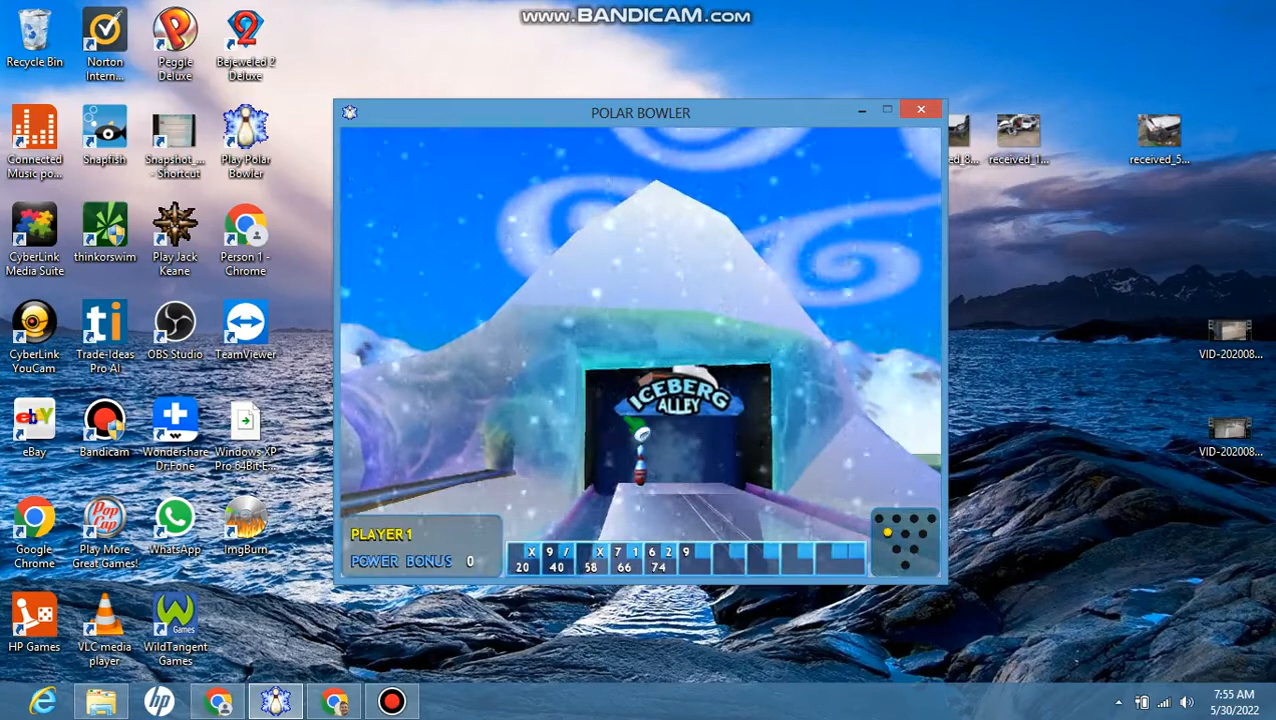 www.BANDICAM.com
Recycle Bin
Norton
Intern...
Peggle
Deluxe
Bejeweled 2
Deluxe
Connected
Music po...
Snapfish
Snapshot_...
- Shortcut
Play Polar
Bowler
CyberLink
Media Suite
thinkorswim
Play Jack
Keane
Person 1 -
Chrome
CyberLink
YouCam
Trade-Ideas
Pro AI
OBS Studio
TeamViewer
eBay
Bandicam
Wondershare
Dr.Fone
Windows-XP
Pro 64Bit-E...
Google
Chrome
Play More
Great Games!
WhatsApp
ImgBurn
HP Games
VLC media
player
WildTangent
Games
POLAR BOWLER
ICEBERG
ALLEY
PLAYER 1
POWER BONUS 0
X 9 / X 7 1 6 2 9
20 40 58 66 74
ed_8...
received_1...
received_5...
VID-202008...
VID-202008...
7:55 AM
5/30/2022